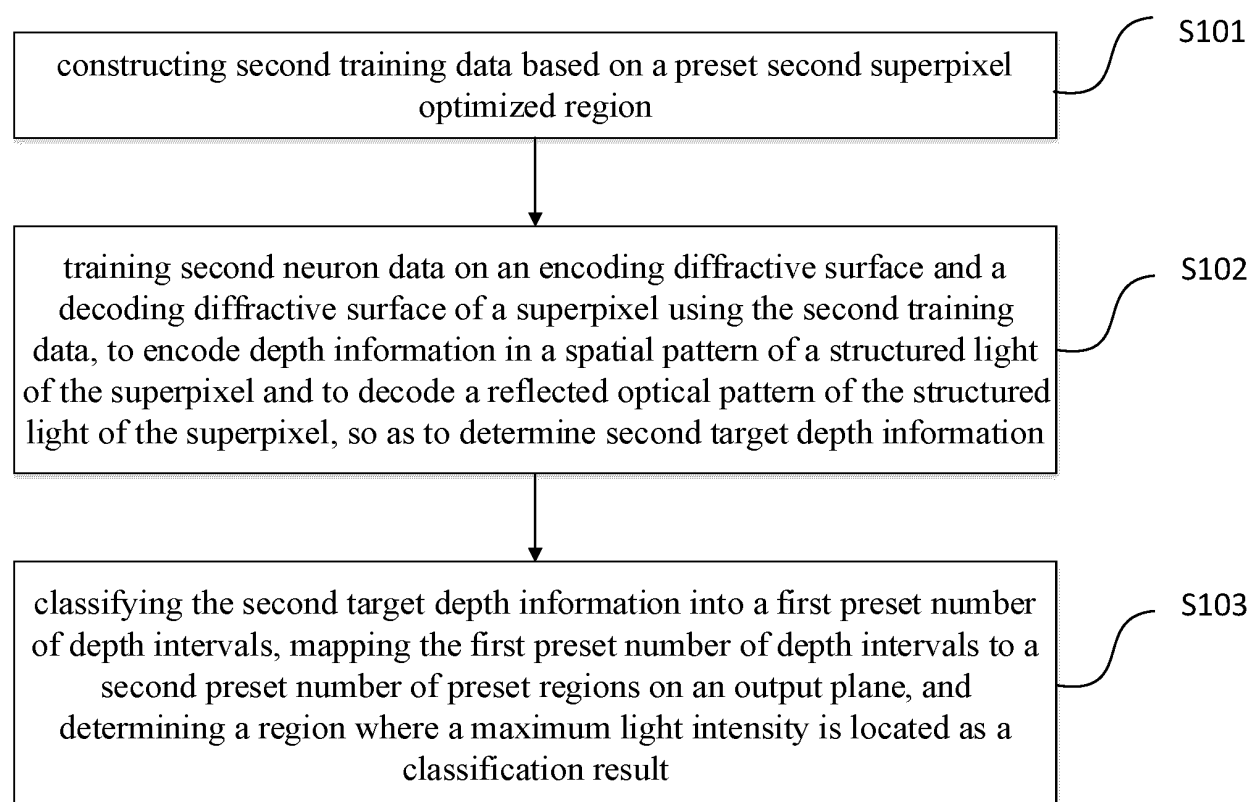 S101
constructing second training data based on a preset second superpixel
optimized region
S102
training second neuron data on an encoding diffractive surface and a
decoding diffractive surface of a superpixel using the second training
data, to encode depth information in a spatial pattern of a structured light
of the superpixel and to decode a reflected optical pattern of the structured
light of the superpixel, so as to determine second target depth information
S103
classifying the second target depth information into a first preset number
of depth intervals, mapping the first preset number of depth intervals to a
second preset number of preset regions on an output plane, and
determining a region where a maximum light intensity is located as a
classification result